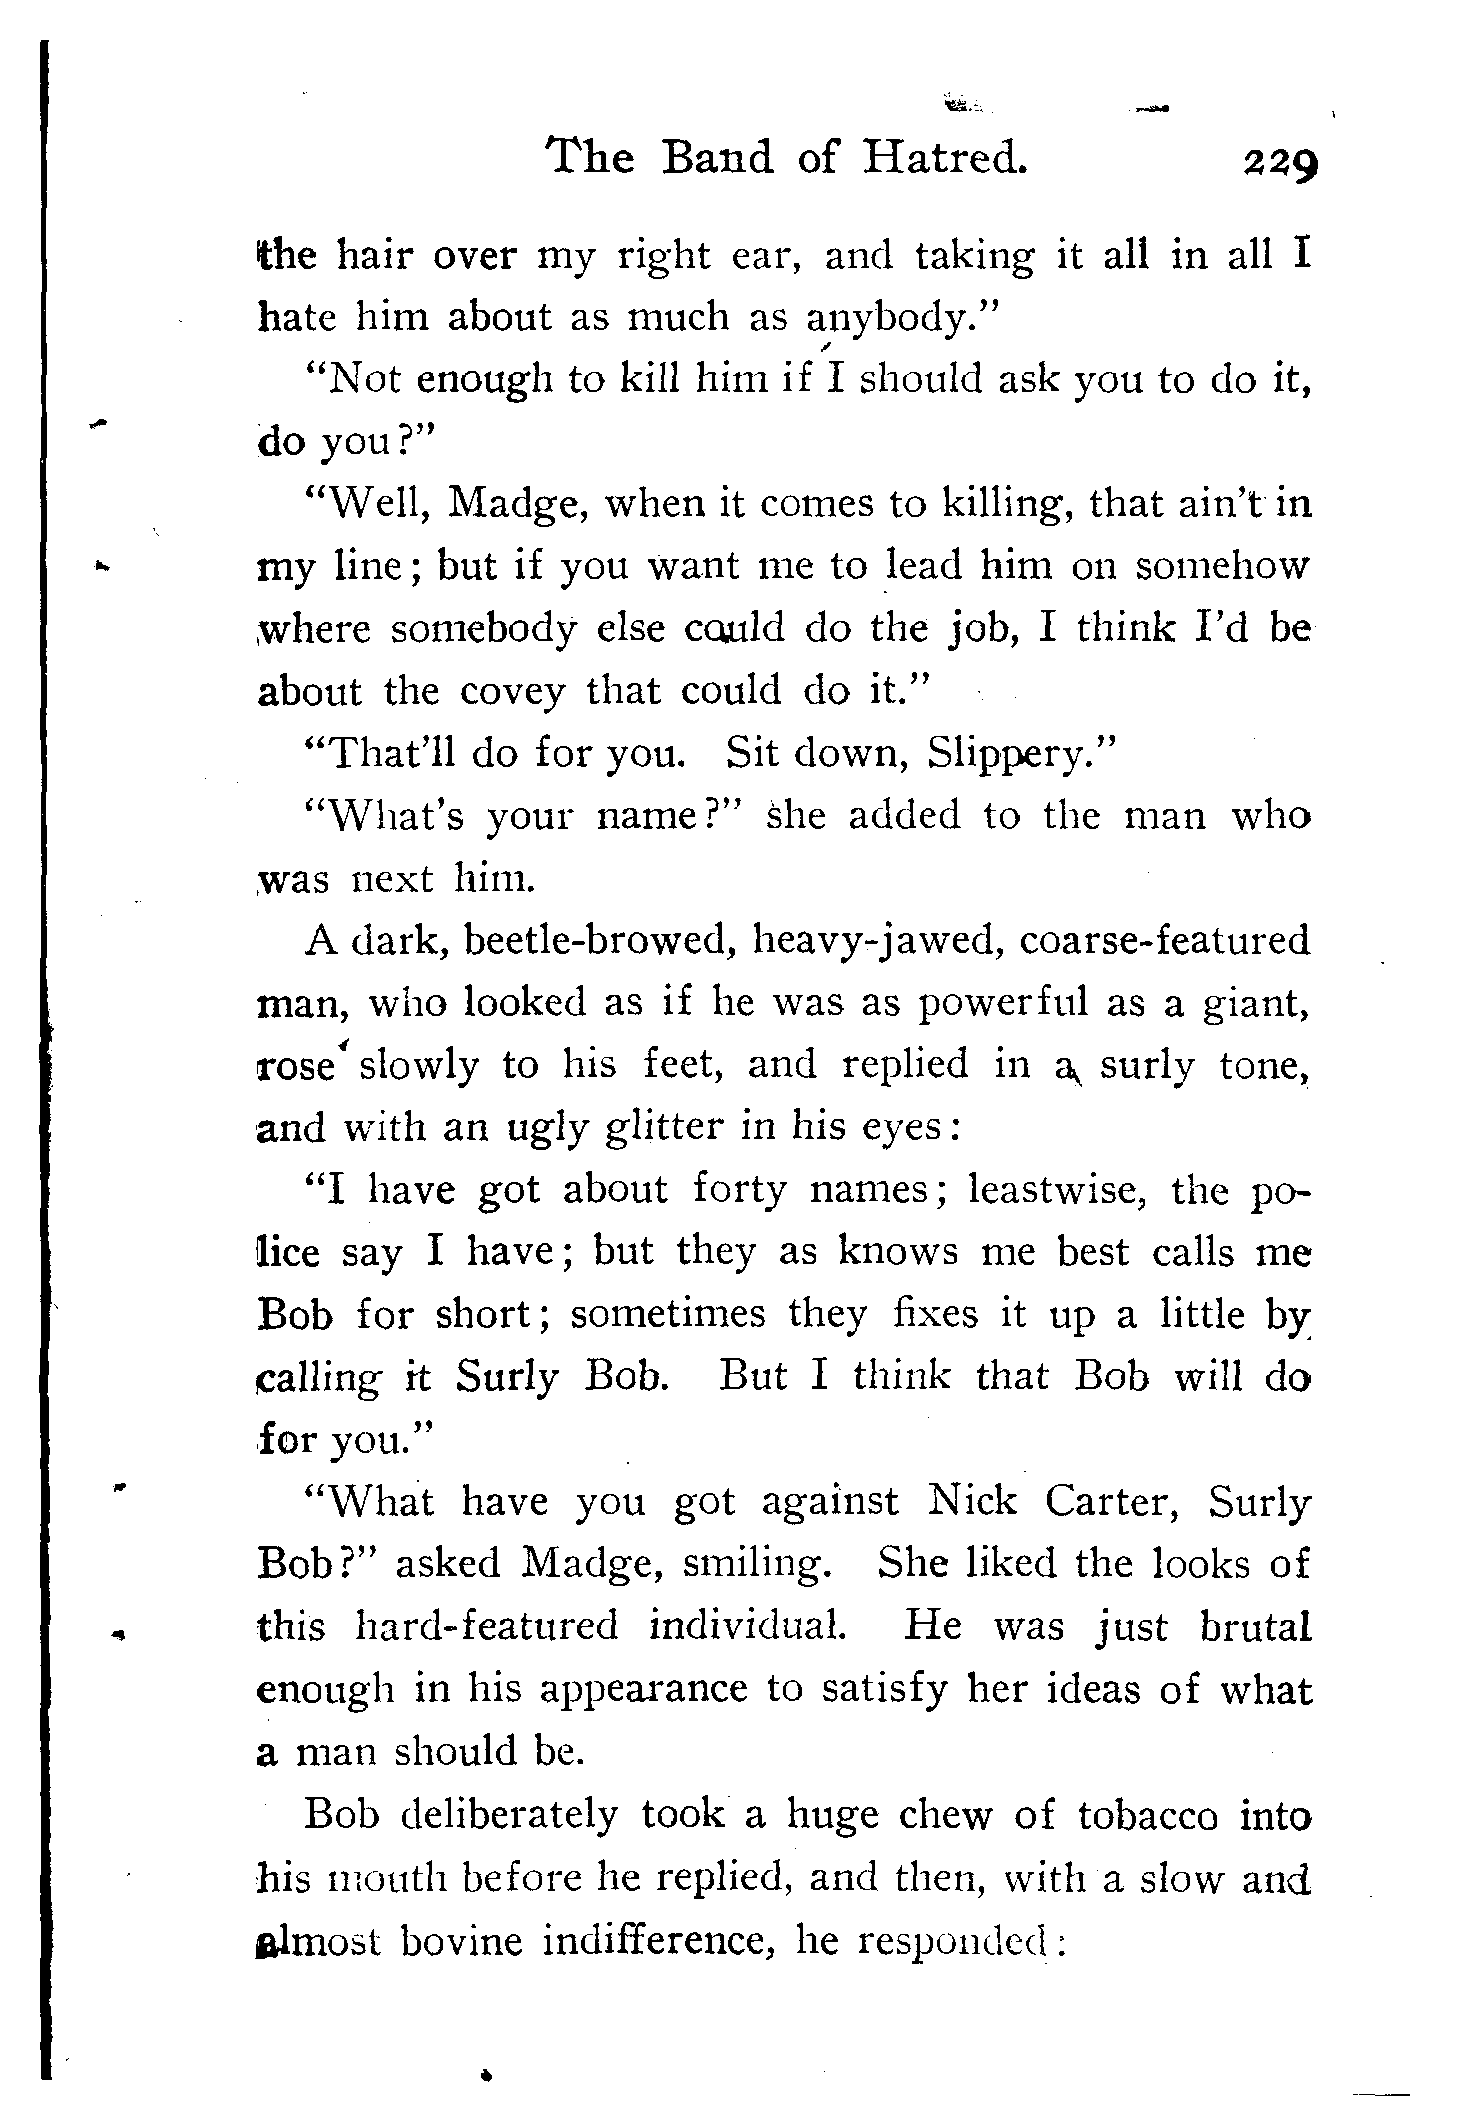 The Band of Hatred. 229
the hair over my right ear, and taking it all in all I
hate him about as much as anybody."
"Not enough to kill him if I should ask you to do it,
do you?"
"Well, Madge, when it comes to killing, that ain't in
my line; but if you want me to lead him on somehow
where somebody else could do the job, I think I'd be
about the covey that could do it."
"That'll do for you. Sit down, Slippery."
"What's your name?" she added to the man who
was next him.
A dark, beetle-browed, heavy-jawed, coarse-featured
man, who looked as if he was as powerful as a giant,
rose slowly to his feet, and replied in a surly tone,
and with an ugly glitter in his eyes:
"I have got about forty names; leastwise, the po-
lice say I have; but they as knows me best calls me
Bob for short; sometimes they fixes it up a little by
calling it Surly Bob. But I think that Bob will do
for you."
"What have you got against Nick Carter, Surly
Bob?" asked Madge, smiling. She liked the looks of
this hard-featured individual. He was just brutal
enough in his appearance to satisfy her ideas of what
a man should be.
Bob deliberately took a huge chew of tobacco into
his mouth before he replied, and then, with a slow and
almost bovine indifference, he responded: